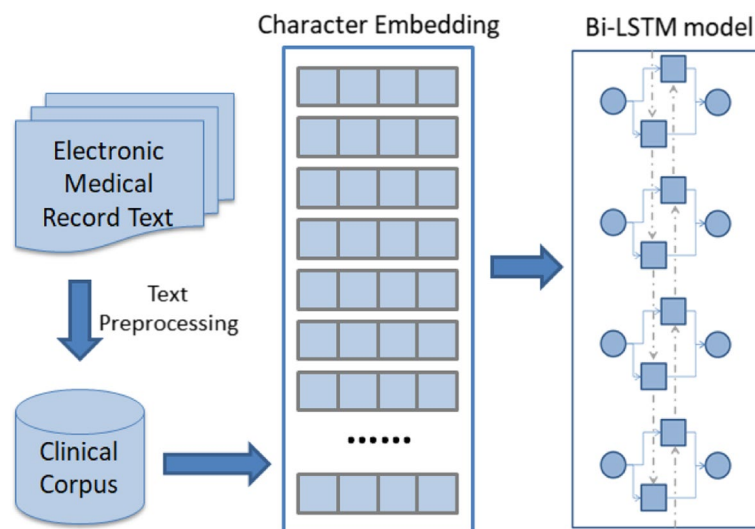 Character Embedding
Bi-LSTM model
Electronic
Medical
Record Text
Text
Preprocessing
Clinical
Corpus
.......